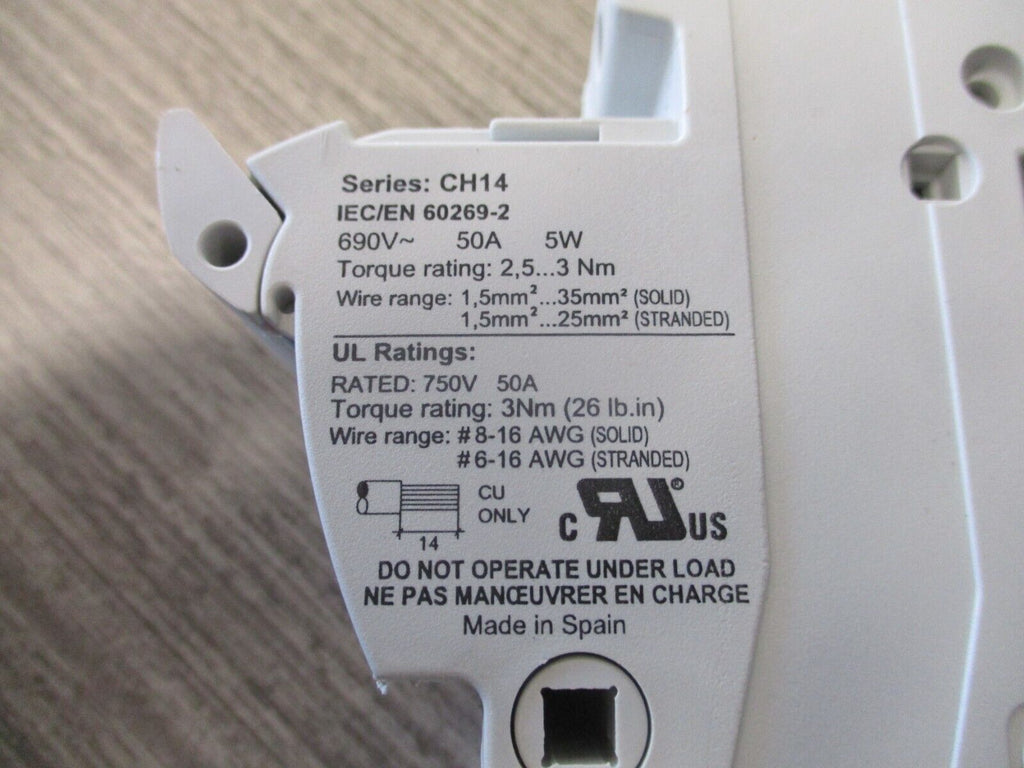 Series: CH14
IEC/EN 60269-2
690V~ 50A 5W
Torque rating: 2,5...3 Nm
Wire range: 1,5mm²...35mm² (SOLID)
1,5mm²...25mm² (STRANDED)
UL Ratings:
RATED: 750V 50A
Torque rating: 3Nm (26 lb.in)
Wire range: #8-16 AWG (SOLID)
#6-16 AWG (STRANDED)
CU
ONLY
14
C RU® US
DO NOT OPERATE UNDER LOAD
NE PAS MANŒUVRER EN CHARGE
Made in Spain